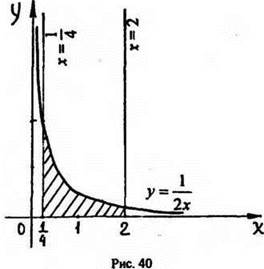 y
x = 1/4
x = 2
y = 1/2x
0
1/4
1
2
x
Рис. 40